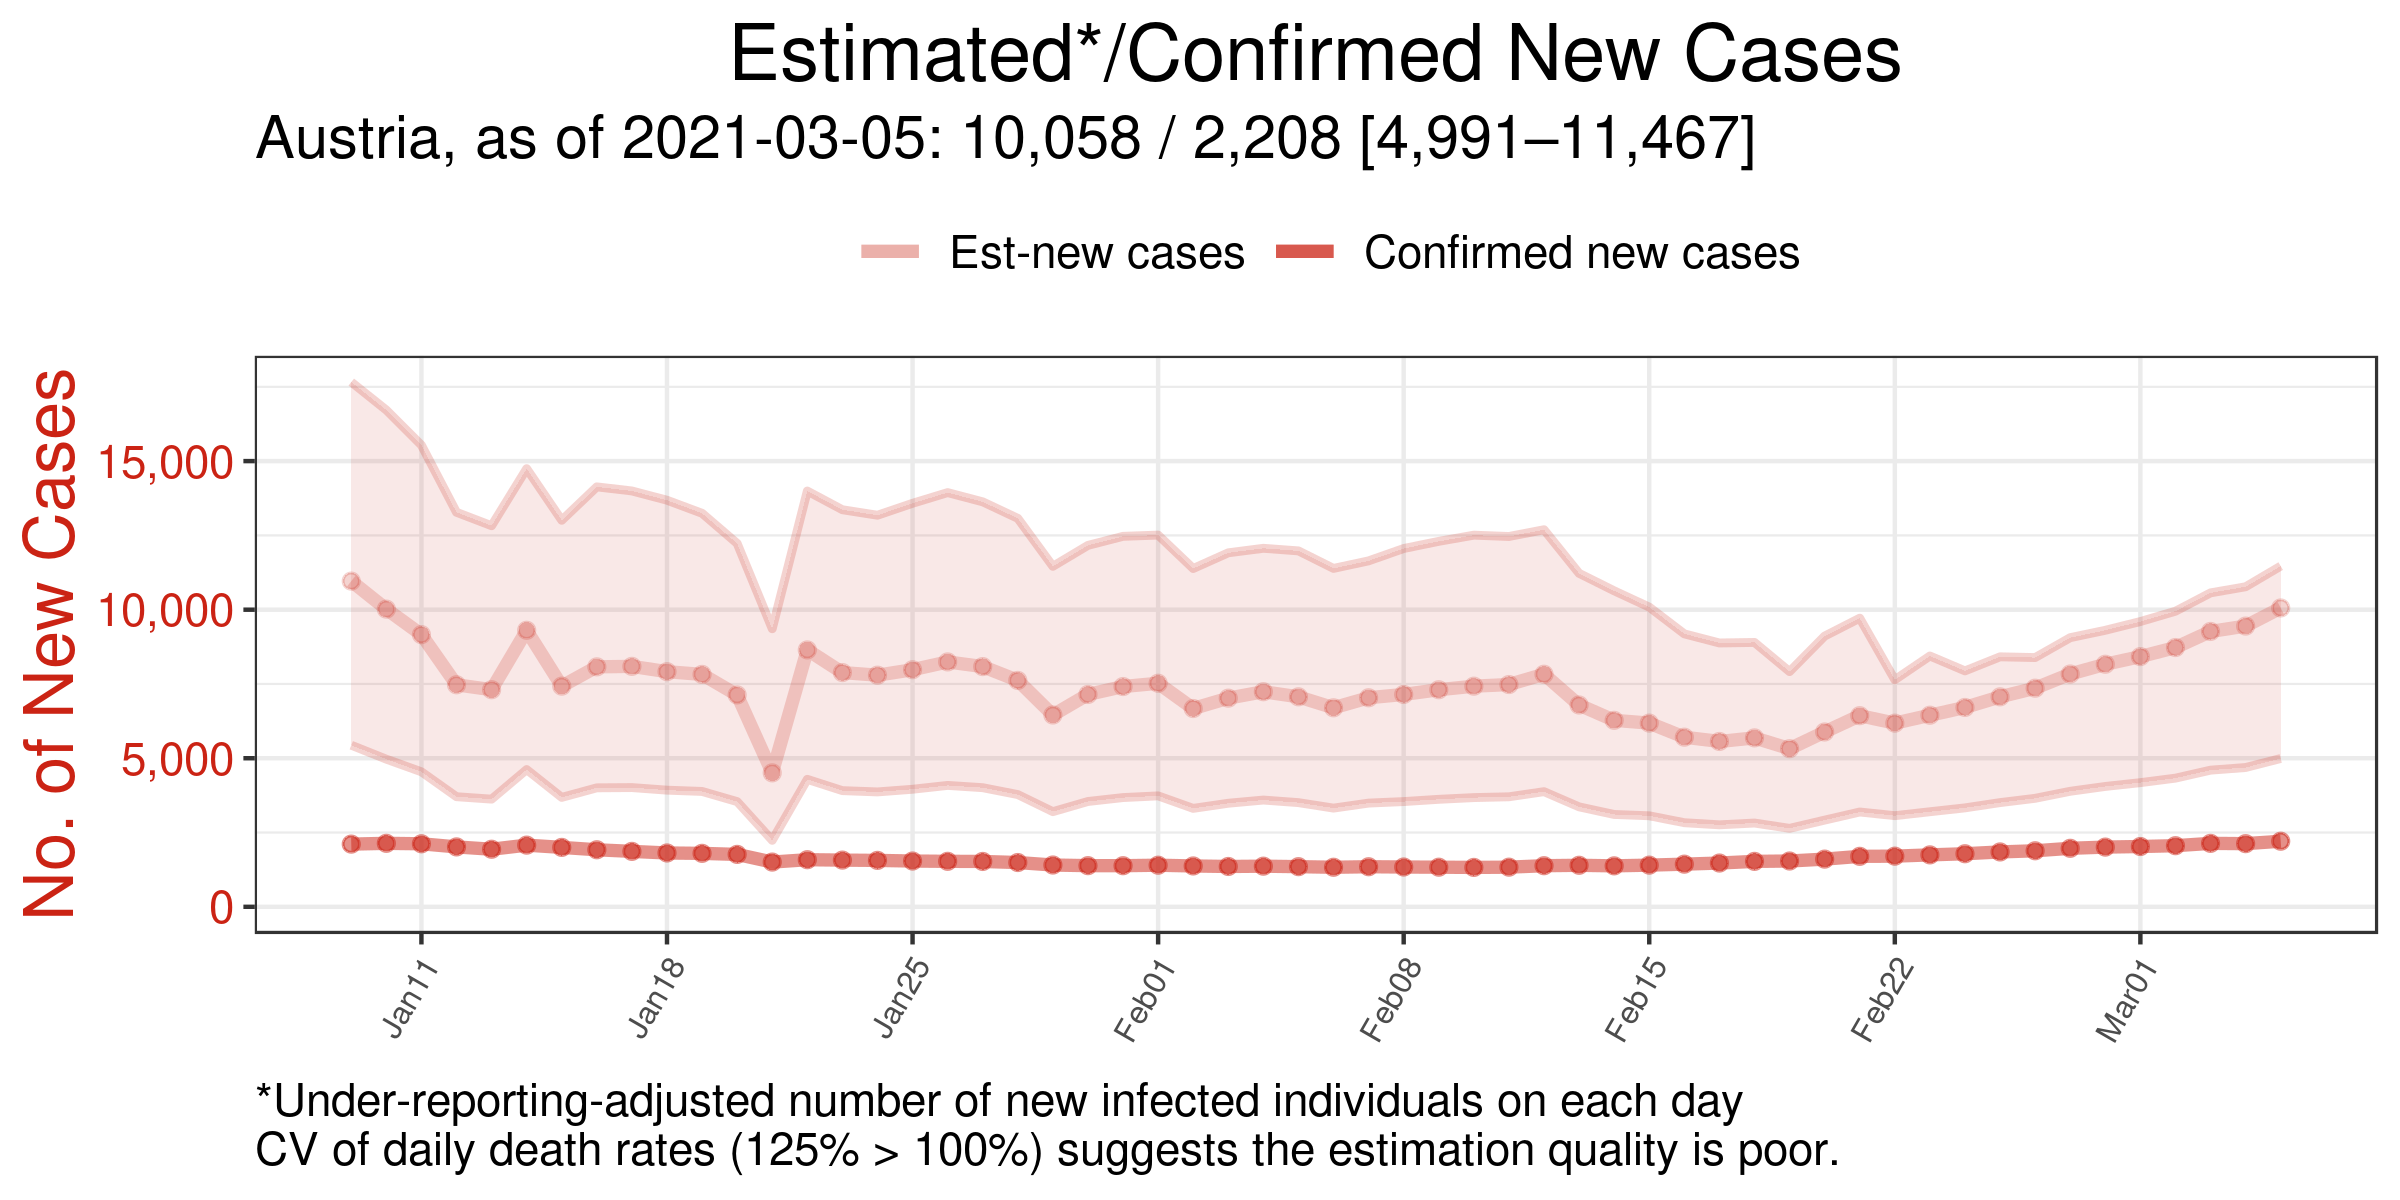 Estimated*/Confirmed New Cases
Austria, as of 2021-03-05: 10,058 / 2,208 [4,991–11,467]
Est-new cases
Confirmed new cases
No. of New Cases
15,000
10,000
5,000
0
Jan11
Jan18
Jan25
Feb01
Feb08
Feb15
Feb22
Mar01
*Under-reporting-adjusted number of new infected individuals on each day
CV of daily death rates (125% > 100%) suggests the estimation quality is poor.